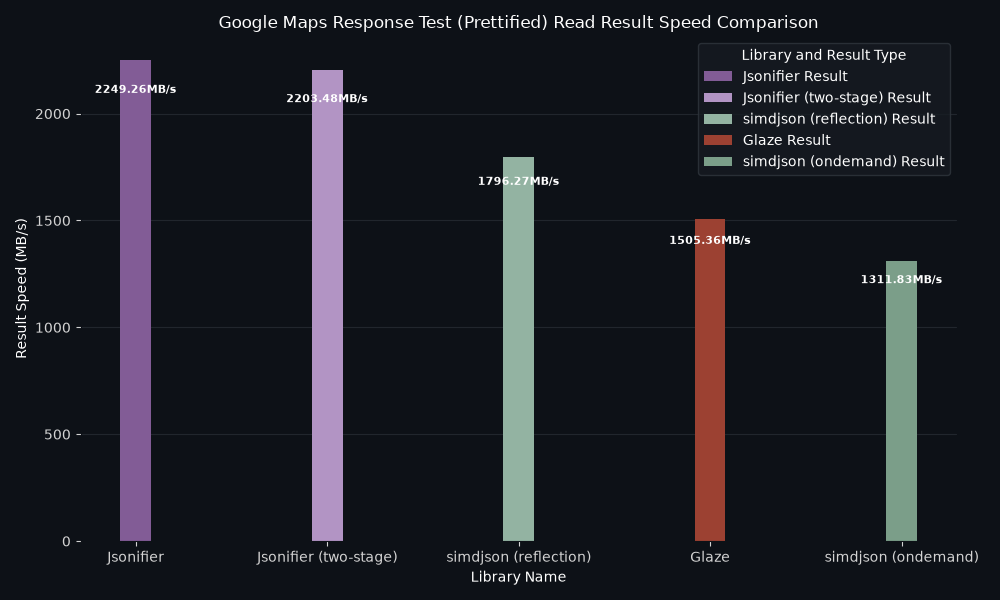 Google Maps Response Test (Prettified) Read Result Speed Comparison
Library and Result Type
Jsonifier Result
Jsonifier (two-stage) Result
simdjson (reflection) Result
Glaze Result
simdjson (ondemand) Result
2249.26MB/s
2203.48MB/s
1796.27MB/s
1505.36MB/s
1311.83MB/s
Result Speed (MB/s)
2000
1500
1000
500
0
Jsonifier
Jsonifier (two-stage)
simdjson (reflection)
Glaze
simdjson (ondemand)
Library Name